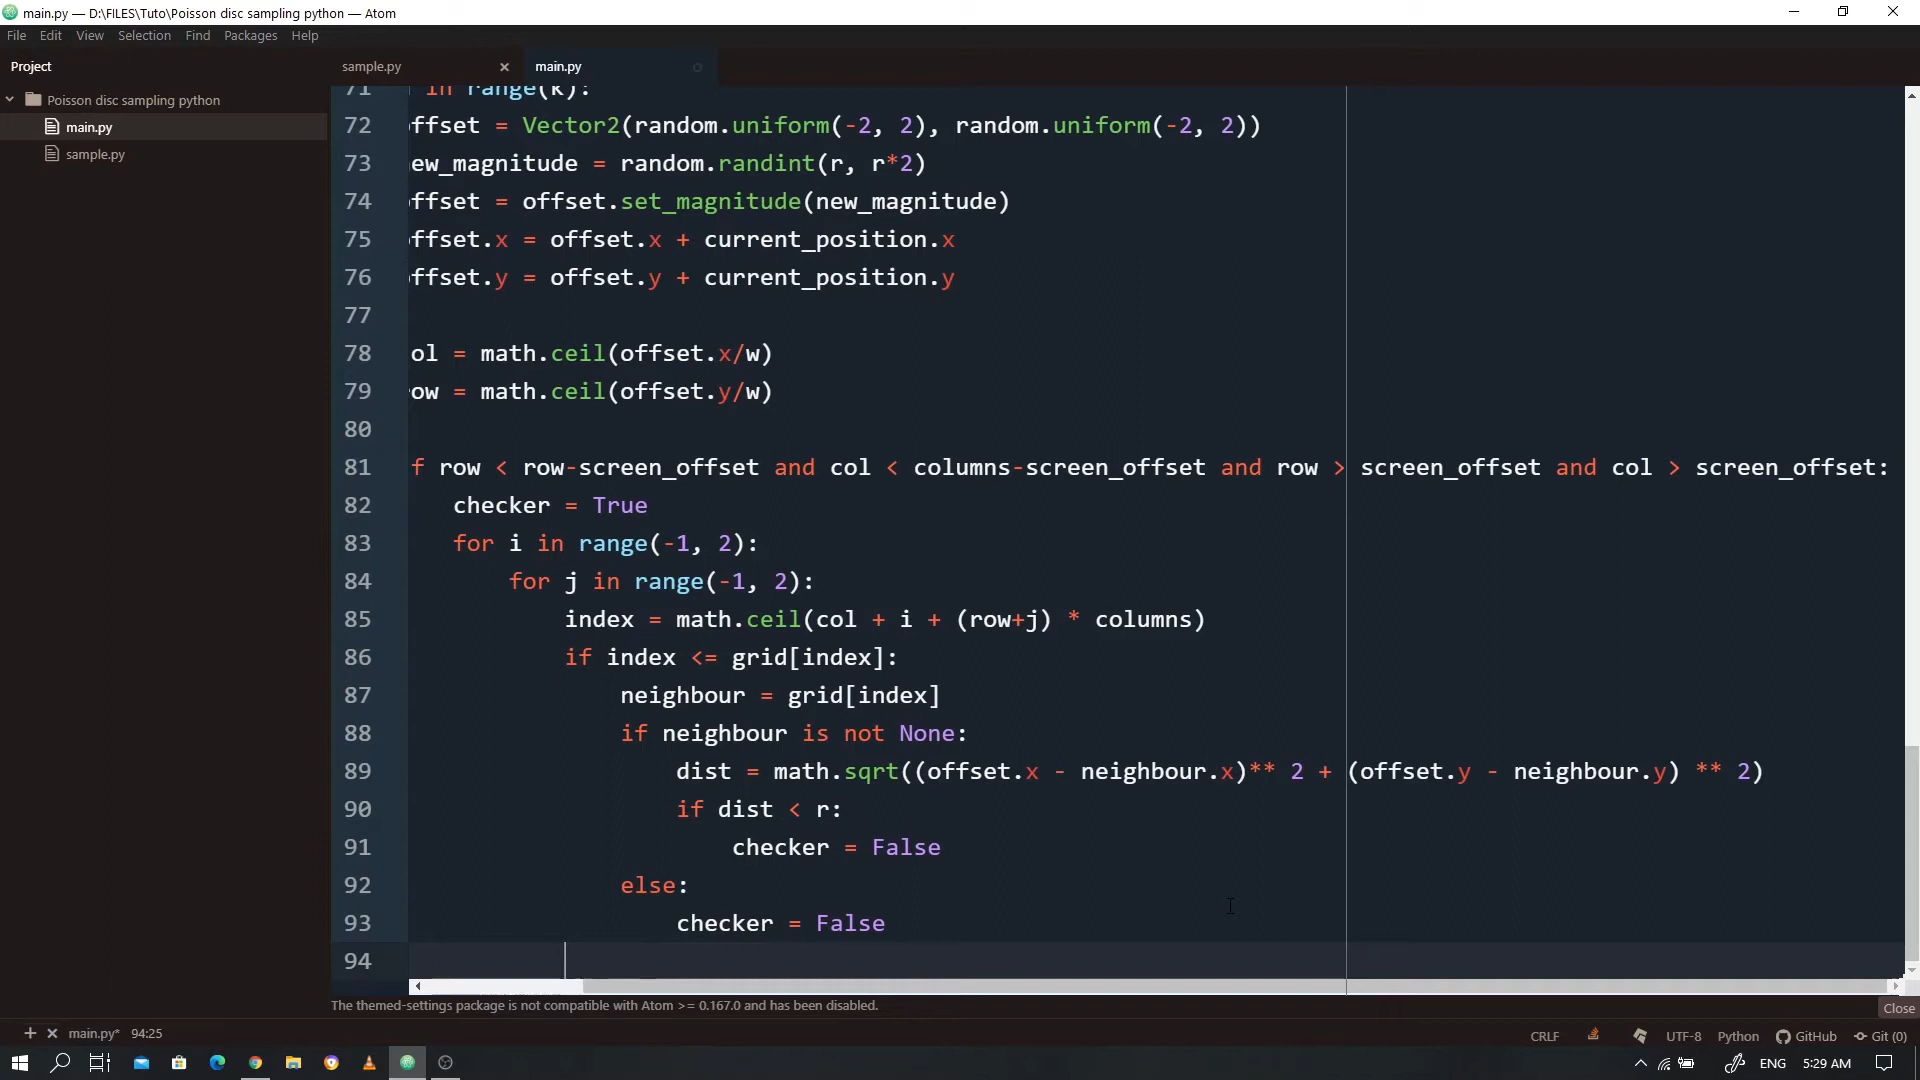 main.py — D:\FILES\Tuto\Poisson disc sampling python — Atom
File Edit View Selection Find Packages Help
Project
sample.py
main.py
Poisson disc sampling python
main.py
sample.py
71 in range(k):
72 ffset = Vector2(random.uniform(-2, 2), random.uniform(-2, 2))
73 ew_magnitude = random.randint(r, r*2)
74 ffset = offset.set_magnitude(new_magnitude)
75 ffset.x = offset.x + current_position.x
76 ffset.y = offset.y + current_position.y
77
78 ol = math.ceil(offset.x/w)
79 ow = math.ceil(offset.y/w)
80
81 f row < row-screen_offset and col < columns-screen_offset and row > screen_offset and col > screen_offset:
82 checker = True
83 for i in range(-1, 2):
84 for j in range(-1, 2):
85 index = math.ceil(col + i + (row+j) * columns)
86 if index <= grid[index]:
87 neighbour = grid[index]
88 if neighbour is not None:
89 dist = math.sqrt((offset.x - neighbour.x)** 2 + (offset.y - neighbour.y) ** 2)
90 if dist < r:
91 checker = False
92 else:
93 checker = False
94
The themed-settings package is not compatible with Atom >= 0.167.0 and has been disabled.
Close
main.py* 94:25
CRLF UTF-8 Python GitHub Git (0)
ENG 5:29 AM